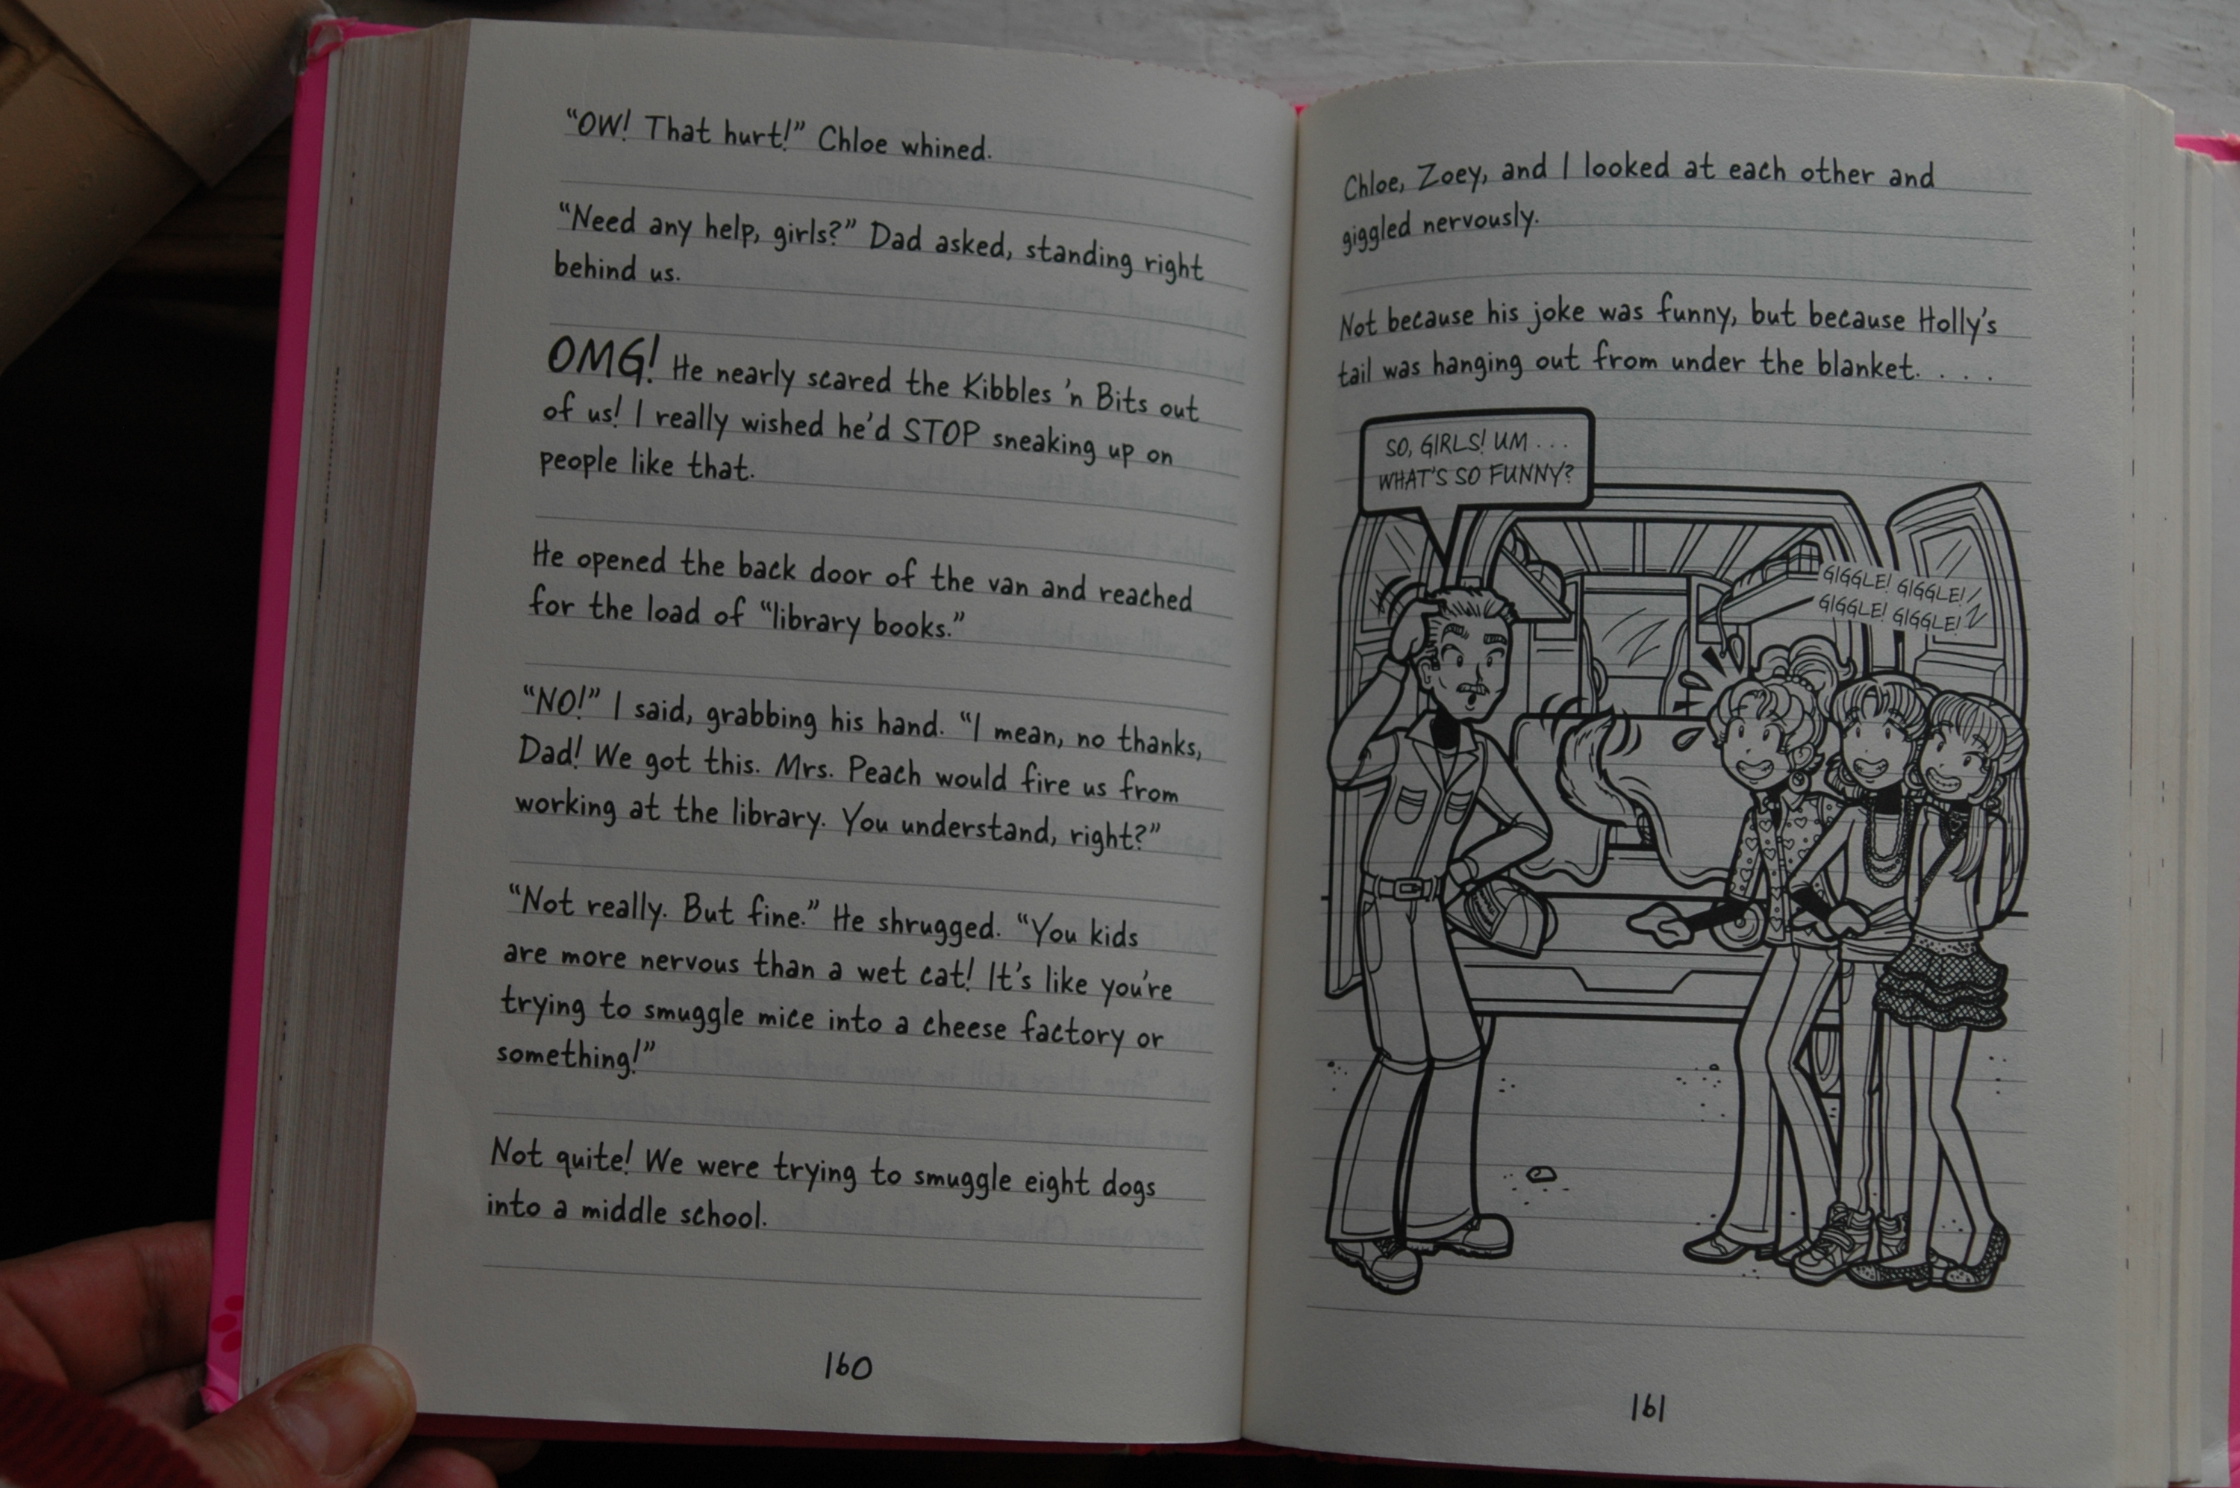 “OW! That hurt!” Chloe whined.
“Need any help, girls?” Dad asked, standing right
behind us.
OMG! He nearly scared the Kibbles ’n Bits out
of us! I really wished he’d STOP sneaking up on
people like that.
He opened the back door of the van and reached
for the load of “library books.”
“NO!” I said, grabbing his hand. “I mean, no thanks,
Dad! We got this. Mrs. Peach would fire us from
working at the library. You understand, right?”
“Not really. But fine.” He shrugged. “You kids
are more nervous than a wet cat! It’s like you’re
trying to smuggle mice into a cheese factory or
something!”
Not quite! We were trying to smuggle eight dogs
into a middle school.
160
Chloe, Zoey, and I looked at each other and
giggled nervously.
Not because his joke was funny, but because Holly’s
tail was hanging out from under the blanket. . . .
SO, GIRLS! UM . . .
WHAT’S SO FUNNY?
GIGGLE! GIGGLE!
GIGGLE! GIGGLE!
161